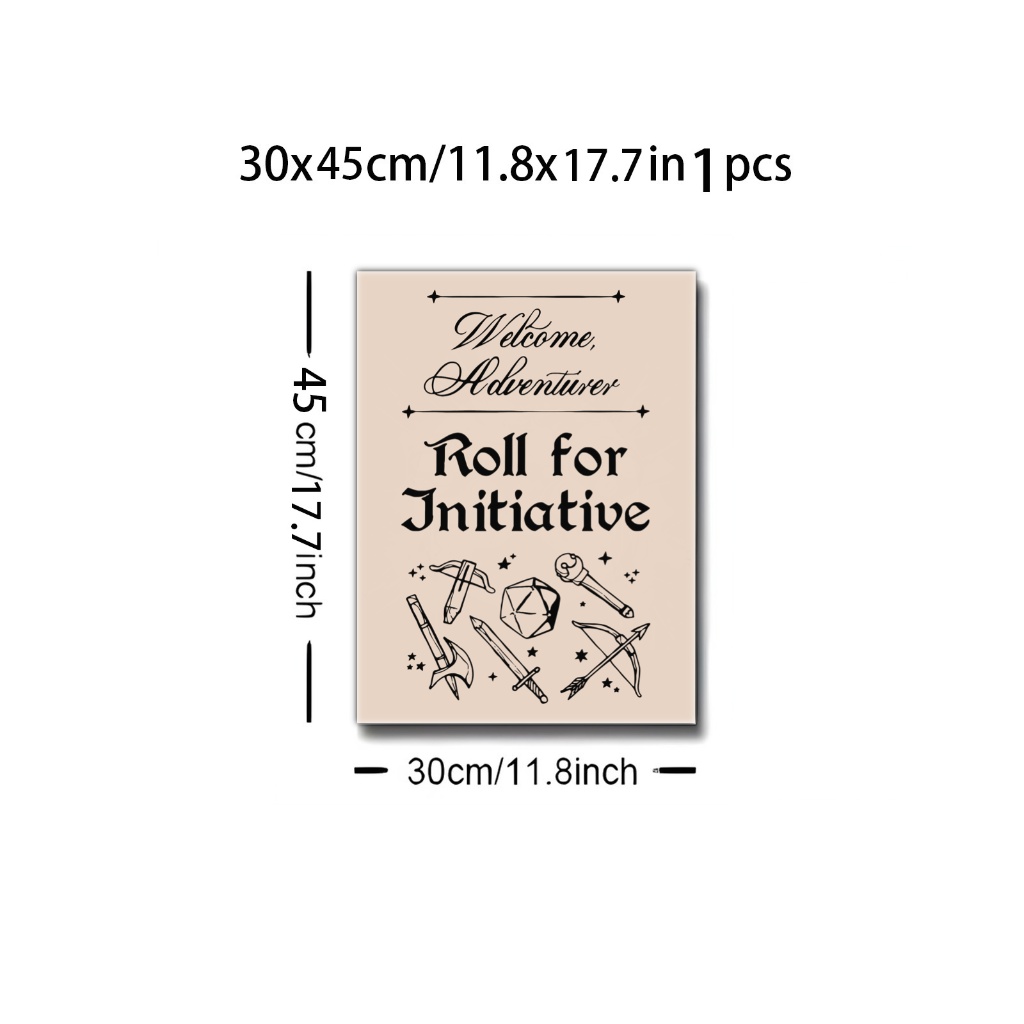 30x45cm/11.8x17.7in 1 pcs
Welcome,
Adventurer
Roll for
Initiative
45 cm/17.7inch
30cm/11.8inch